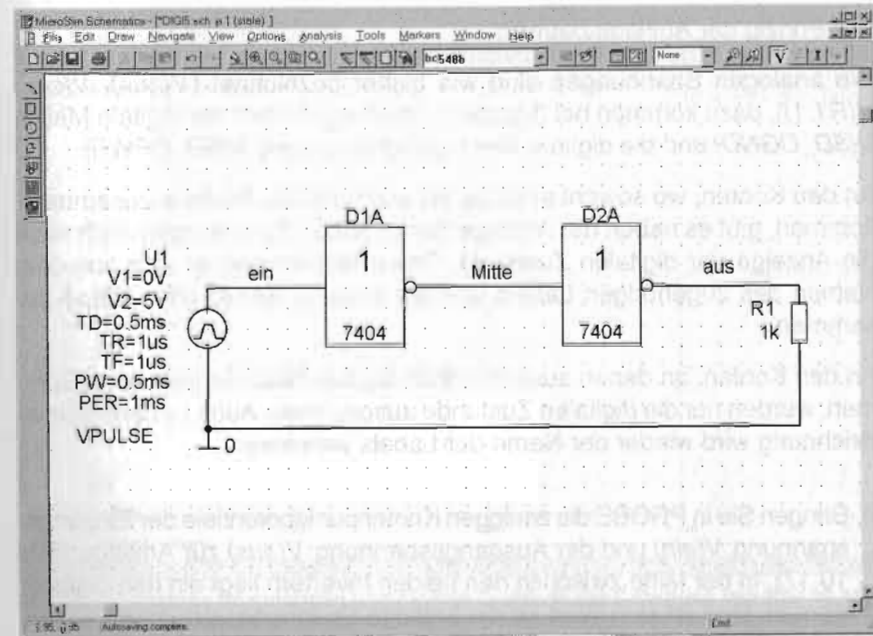 MicroSim Schematics - [*DIGI5.sch p.1 (stale) ]
File Edit Draw Navigate View Options Analysis Tools Markers Window Help
bc548b None
D1A
1
7404
D2A
1
7404
U1
V1=0V
V2=5V
TD=0.5ms
TR=1us
TF=1us
PW=0.5ms
PER=1ms
VPULSE
ein
Mitte
aus
R1
1k
0
Autosaving complete.
Cmd: